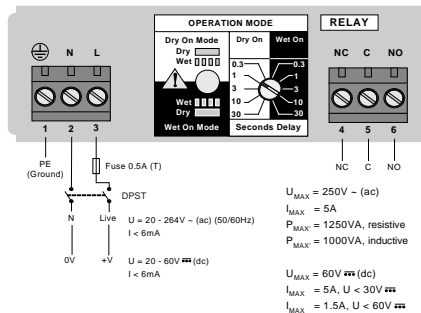 OPERATION MODE
RELAY
Dry On Mode
Dry
Wet
Wet
Dry
Wet On Mode
Dry On
Wet On
0.3
1
3
10
30
0.3
1
3
10
30
Seconds Delay
N L
1 2 3
NC C NO
4 5 6
PE
(Ground)
Fuse 0.5A (T)
DPST
N Live
0V +V
U = 20 - 264V ~ (ac) (50/60Hz)
I < 6mA
U = 20 - 60V ⎓ (dc)
I < 6mA
NC C NO
UMAX = 250V ~ (ac)
IMAX = 5A
PMAX' = 1250VA, resistive
PMAX' = 1000VA, inductive
UMAX = 60V ⎓ (dc)
IMAX = 5A, U < 30V ⎓
IMAX = 1.5A, U < 60V ⎓